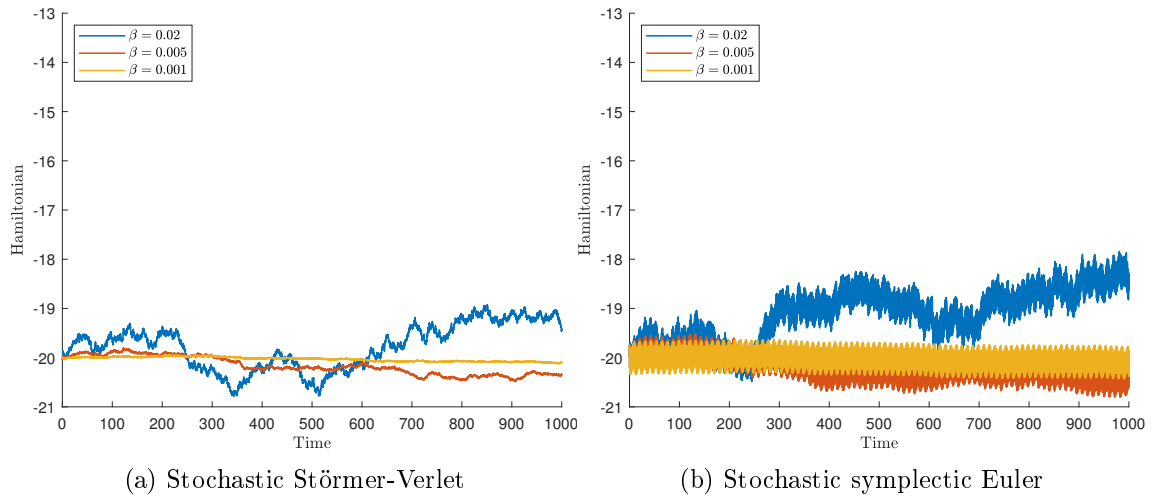 -13
-14
-15
-16
-17
-18
-19
-20
-21
Hamiltonian
β = 0.02
β = 0.005
β = 0.001
0 100 200 300 400 500 600 700 800 900 1000
Time
(a) Stochastic Störmer-Verlet
-13
-14
-15
-16
-17
-18
-19
-20
-21
Hamiltonian
β = 0.02
β = 0.005
β = 0.001
0 100 200 300 400 500 600 700 800 900 1000
Time
(b) Stochastic symplectic Euler